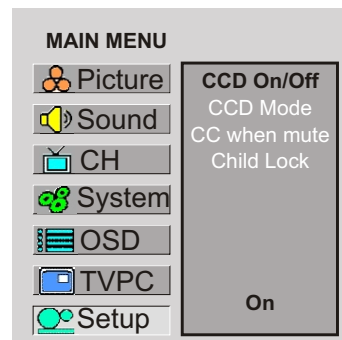 MAIN MENU
Picture
Sound
CH
System
OSD
TVPC
Setup
CCD On/Off
CCD Mode
CC when mute
Child Lock
On